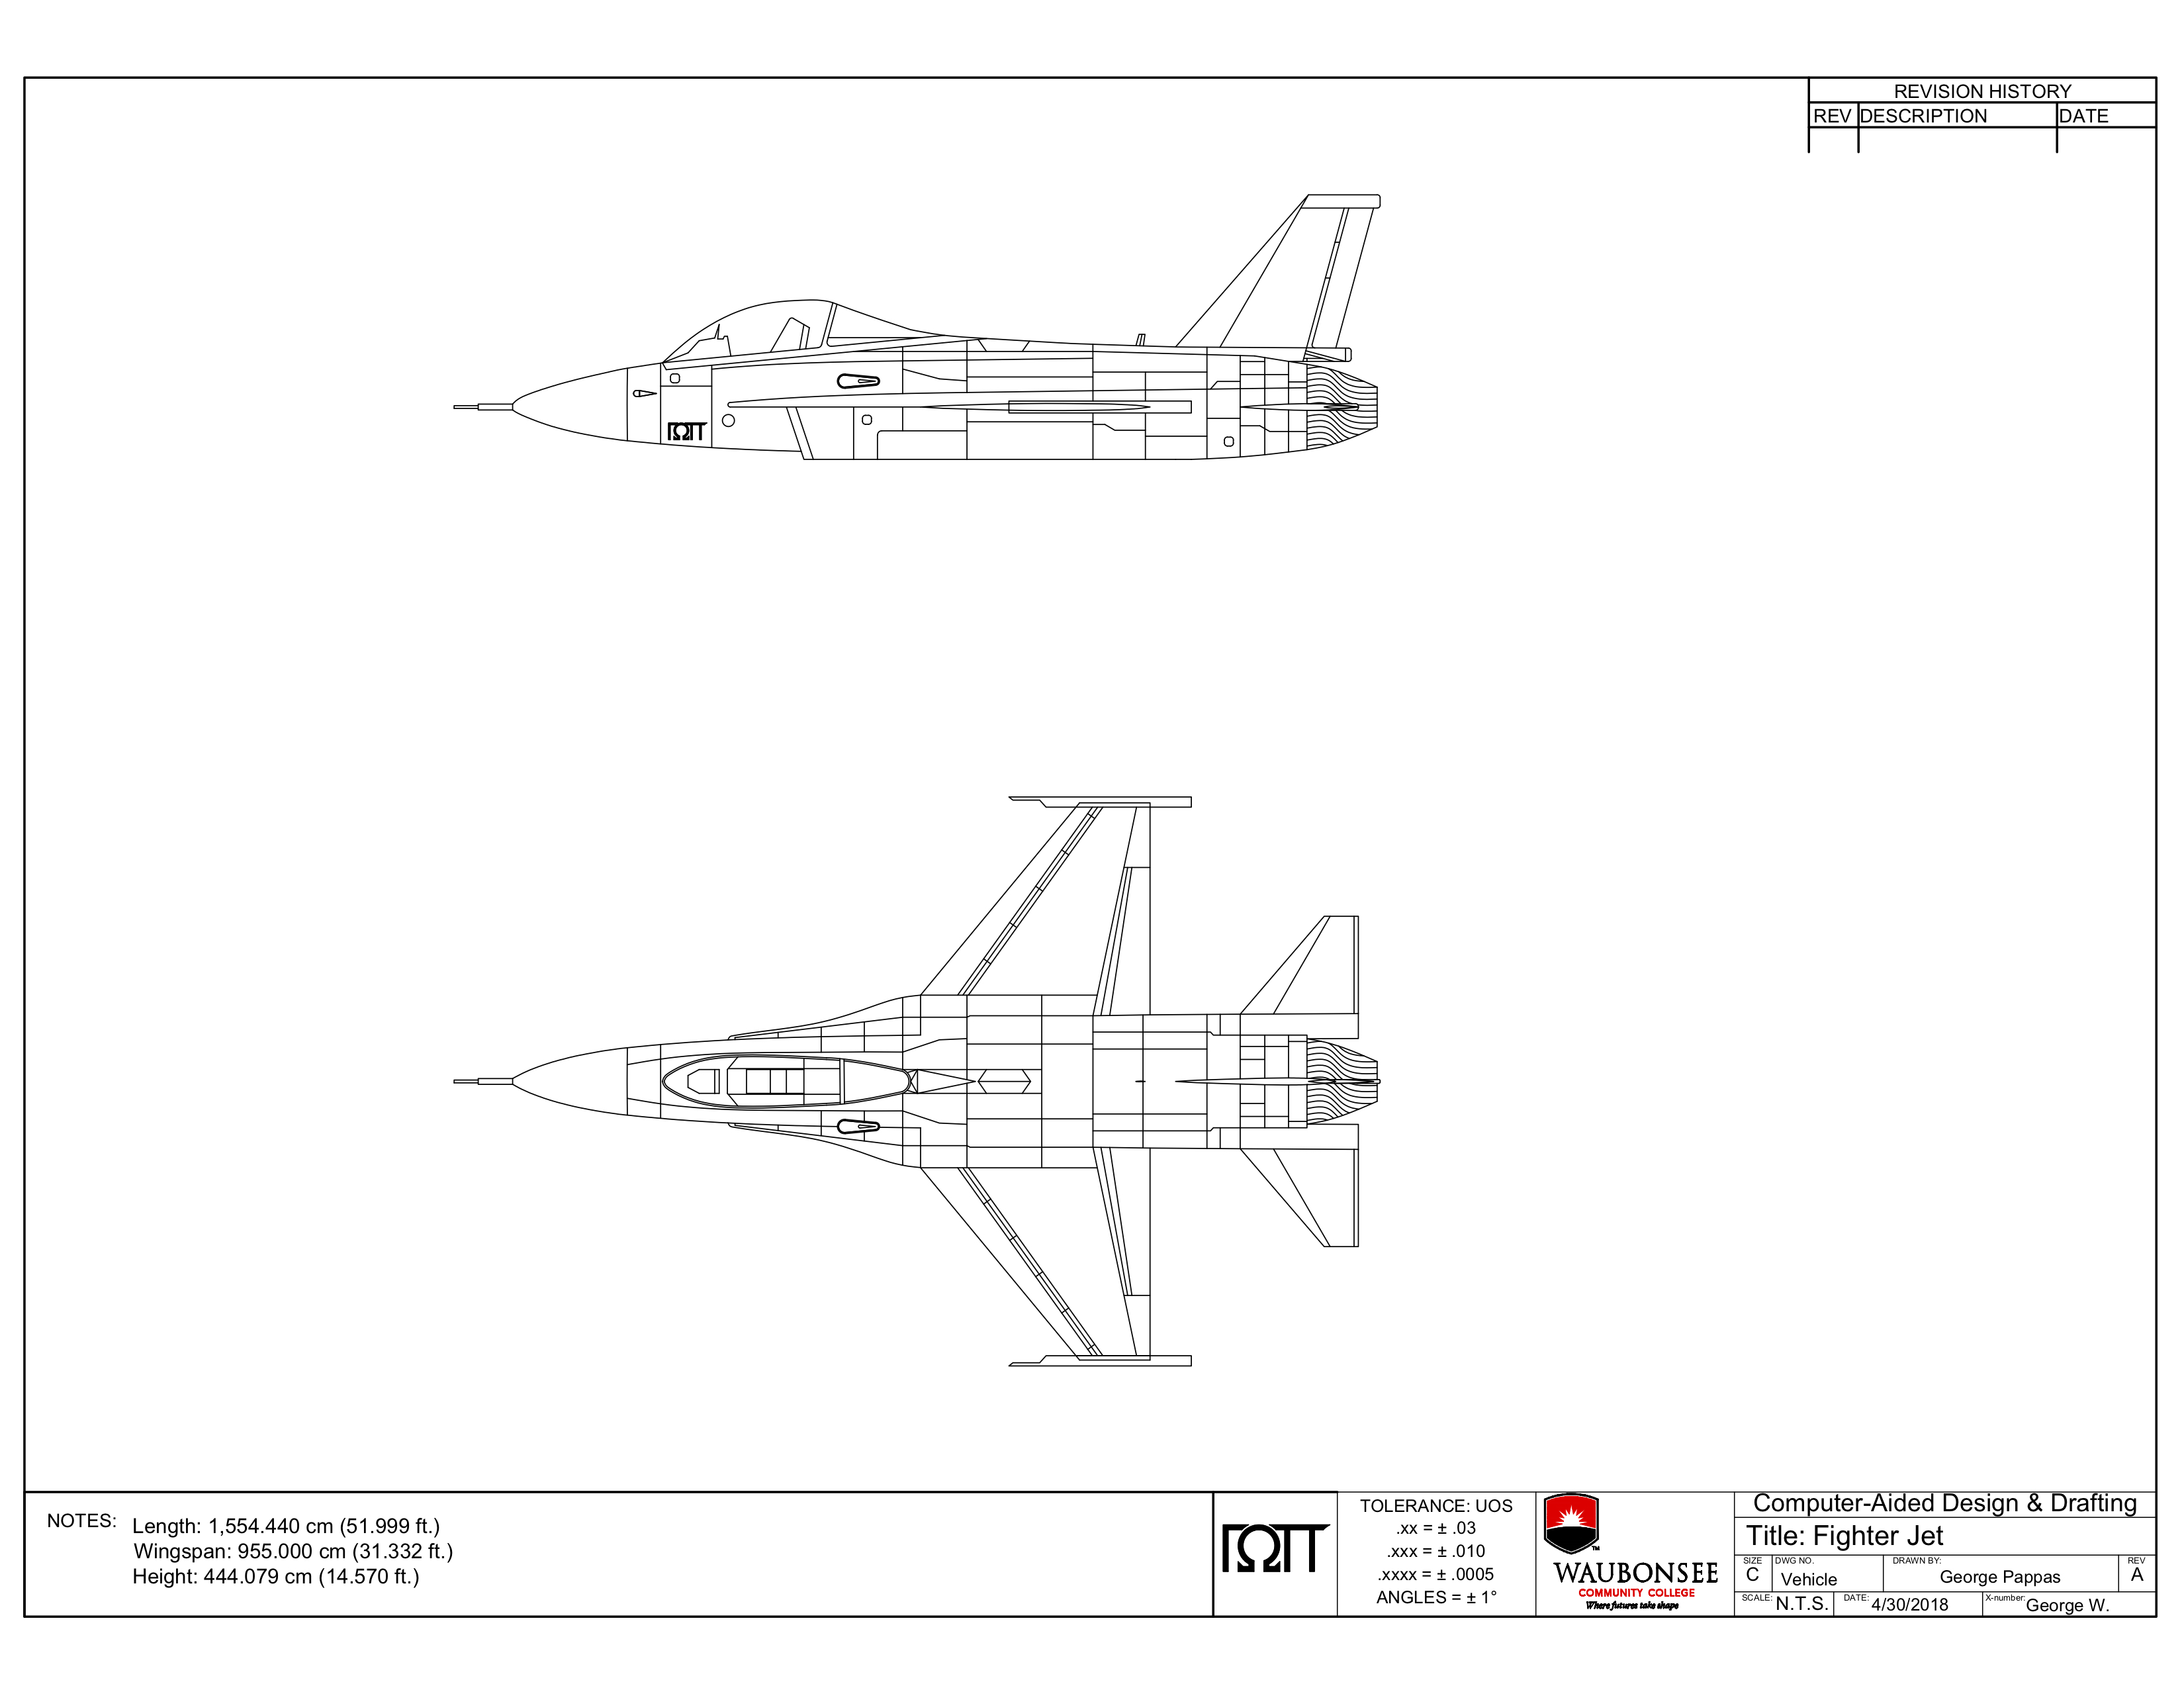 REVISION HISTORY
REV DESCRIPTION DATE
ΓΩΠ
NOTES:
Length: 1,554.440 cm (51.999 ft.)
Wingspan: 955.000 cm (31.332 ft.)
Height: 444.079 cm (14.570 ft.)
ΓΩΠ
TOLERANCE: UOS
.xx = ± .03
.xxx = ± .010
.xxxx = ± .0005
ANGLES = ± 1°
TM
WAUBONSEE
COMMUNITY COLLEGE
Where futures take shape
Computer-Aided Design & Drafting
Title: Fighter Jet
SIZE C
DWG NO. Vehicle
DRAWN BY: George Pappas
REV A
SCALE: N.T.S.
DATE: 4/30/2018
X-number: George W.